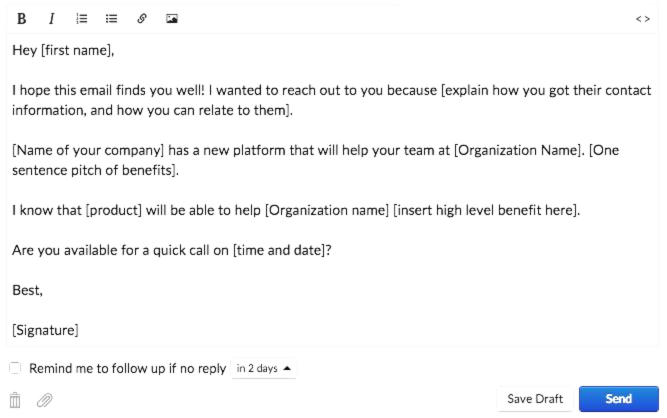 B I <>
Hey [first name],
I hope this email finds you well! I wanted to reach out to you because [explain how you got their contact
information, and how you can relate to them].
[Name of your company] has a new platform that will help your team at [Organization Name]. [One
sentence pitch of benefits].
I know that [product] will be able to help [Organization name] [insert high level benefit here].
Are you available for a quick call on [time and date]?
Best,
[Signature]
Remind me to follow up if no reply in 2 days
Save Draft Send